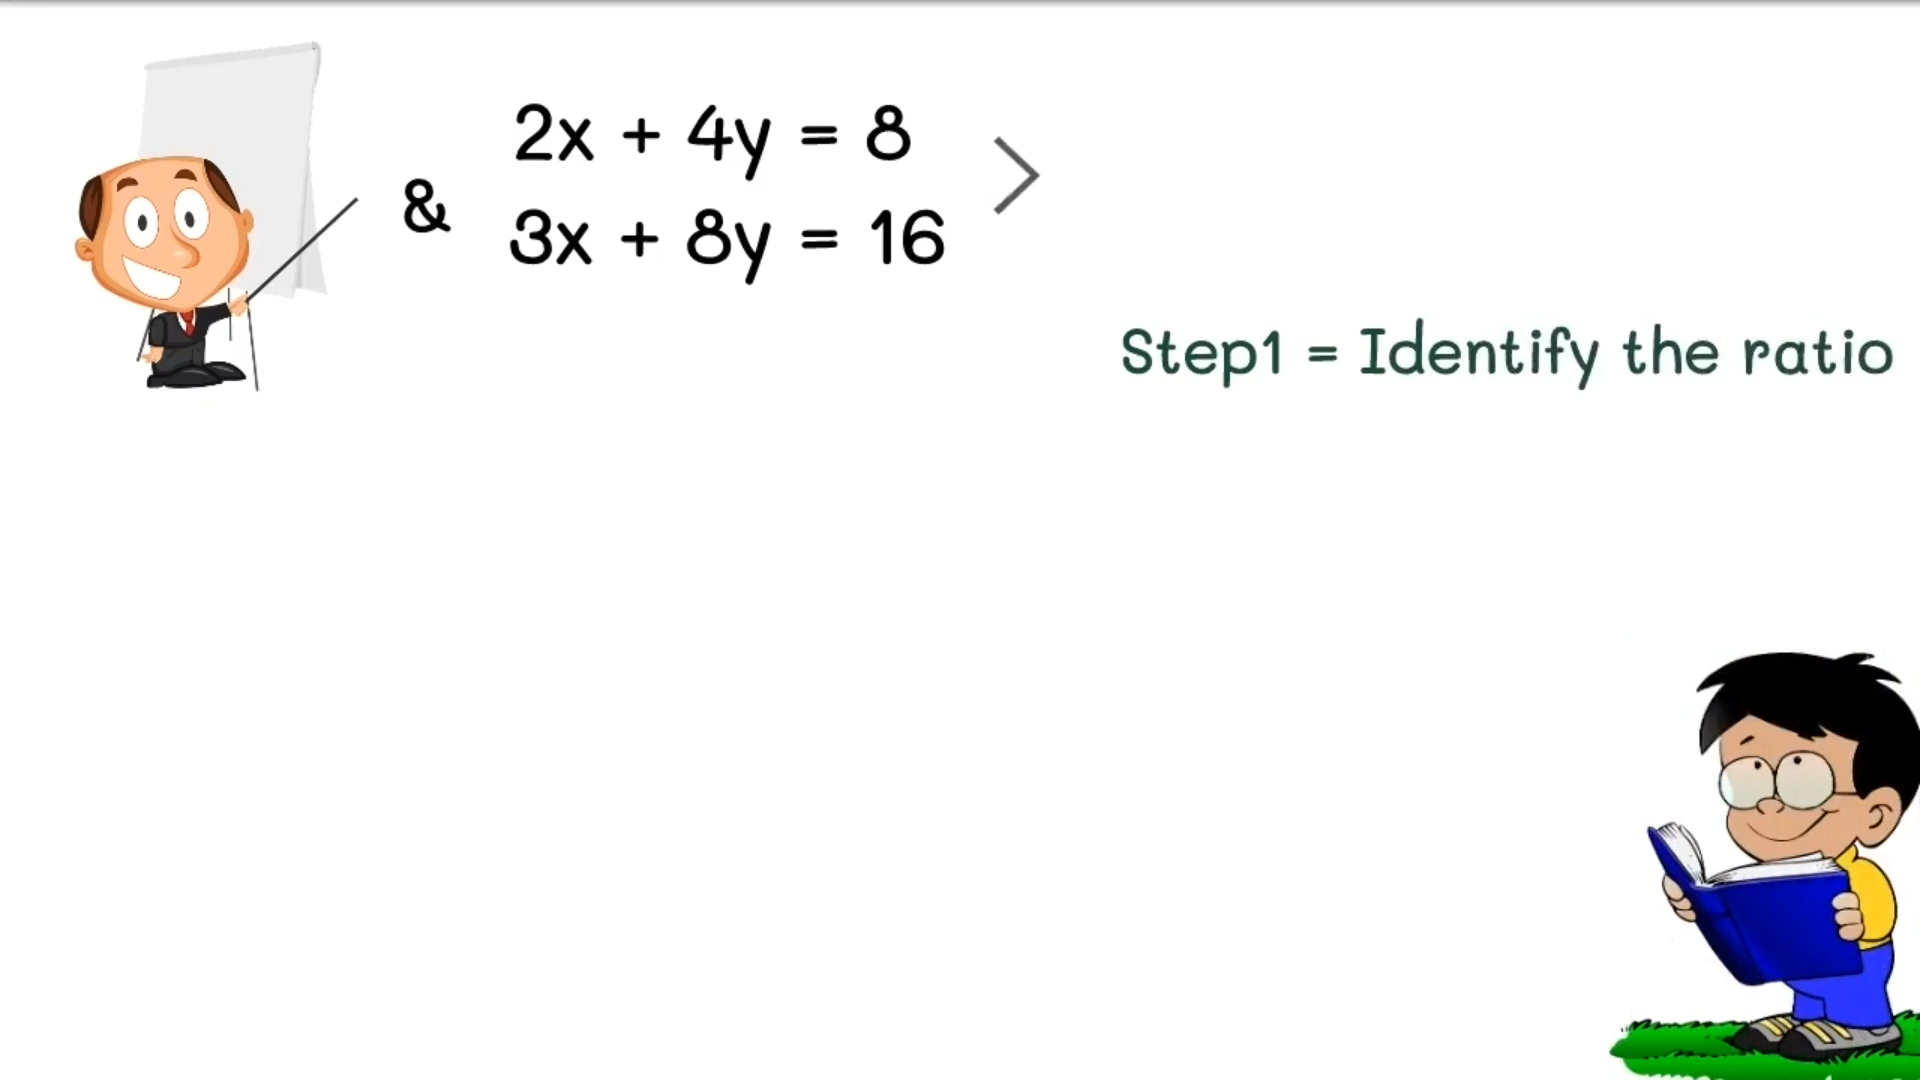 2x + 4y = 8
&
3x + 8y = 16
Step1 = Identify the ratio